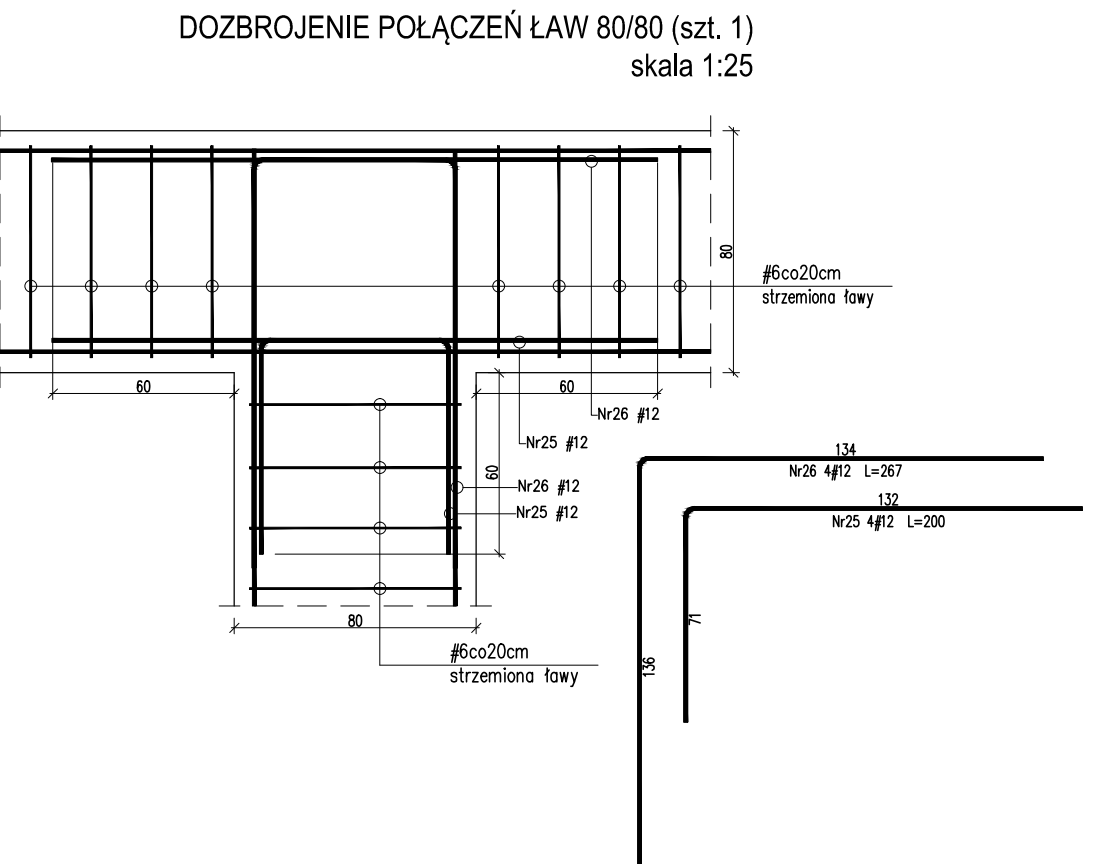 DOZBROJENIE POŁĄCZEŃ ŁAW 80/80 (szt. 1)
skala 1:25
80
#6co20cm
strzemiona ławy
60
60
Nr26 #12
Nr25 #12
60
Nr26 #12
Nr25 #12
80
#6co20cm
strzemiona ławy
134
Nr26 4#12 L=267
132
Nr25 4#12 L=200
71
136